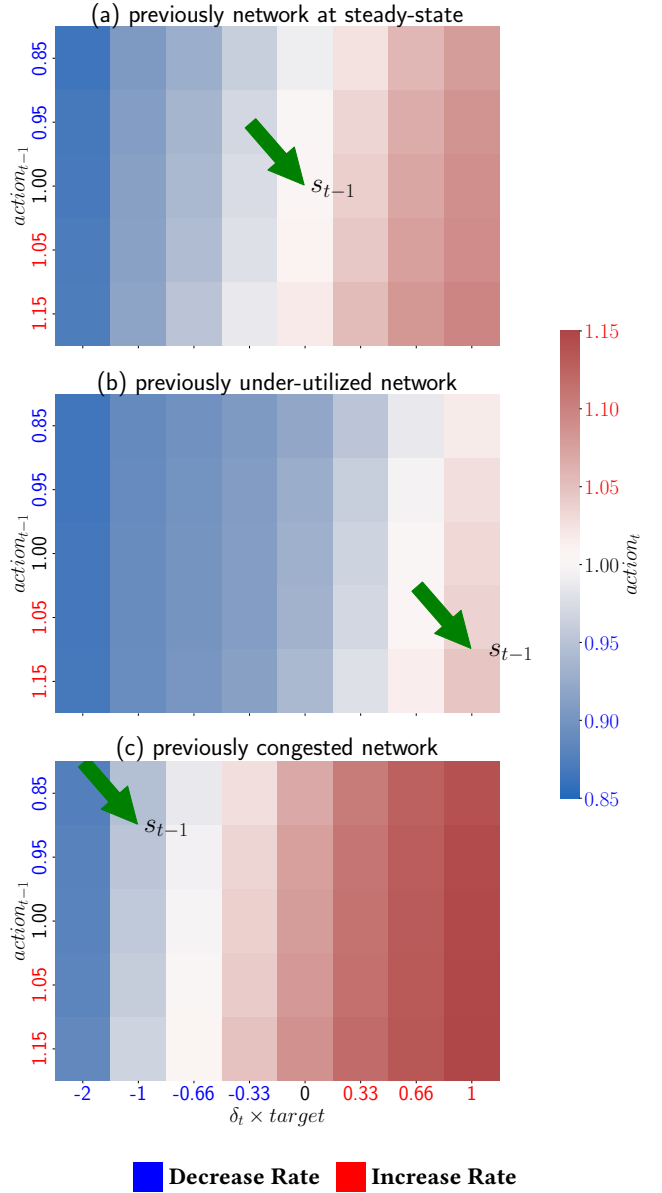 (a) previously network at steady-state
action_{t−1}
0.85
0.95
1.00
1.05
1.15
s_{t−1}
(b) previously under-utilized network
action_{t−1}
0.85
0.95
1.00
1.05
1.15
s_{t−1}
(c) previously congested network
action_{t−1}
0.85
0.95
1.00
1.05
1.15
s_{t−1}
-2 -1 -0.66 -0.33 0 0.33 0.66 1
δ_t × target
1.15
1.10
1.05
1.00
0.95
0.90
0.85
action_t
Decrease Rate Increase Rate